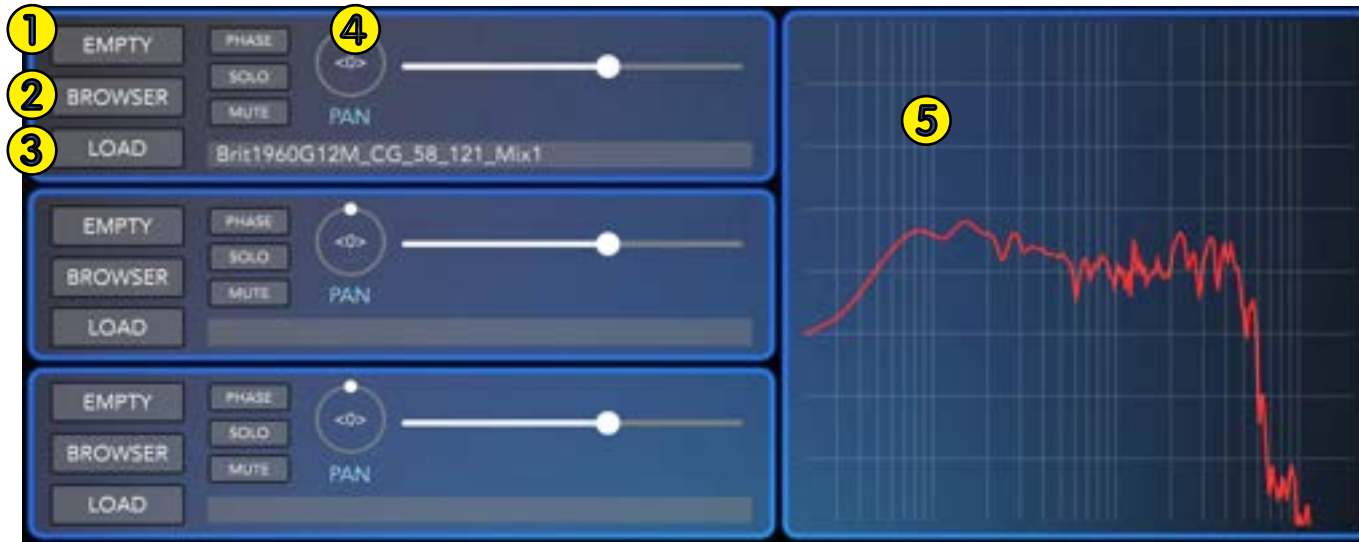 1 EMPTY PHASE 4
<0>
SOLO
2 BROWSER
MUTE PAN
3 LOAD Brit1960G12M_CG_58_121_Mix1
5
EMPTY PHASE
<0>
SOLO
BROWSER
MUTE PAN
LOAD
EMPTY PHASE
<0>
SOLO
BROWSER
MUTE PAN
LOAD